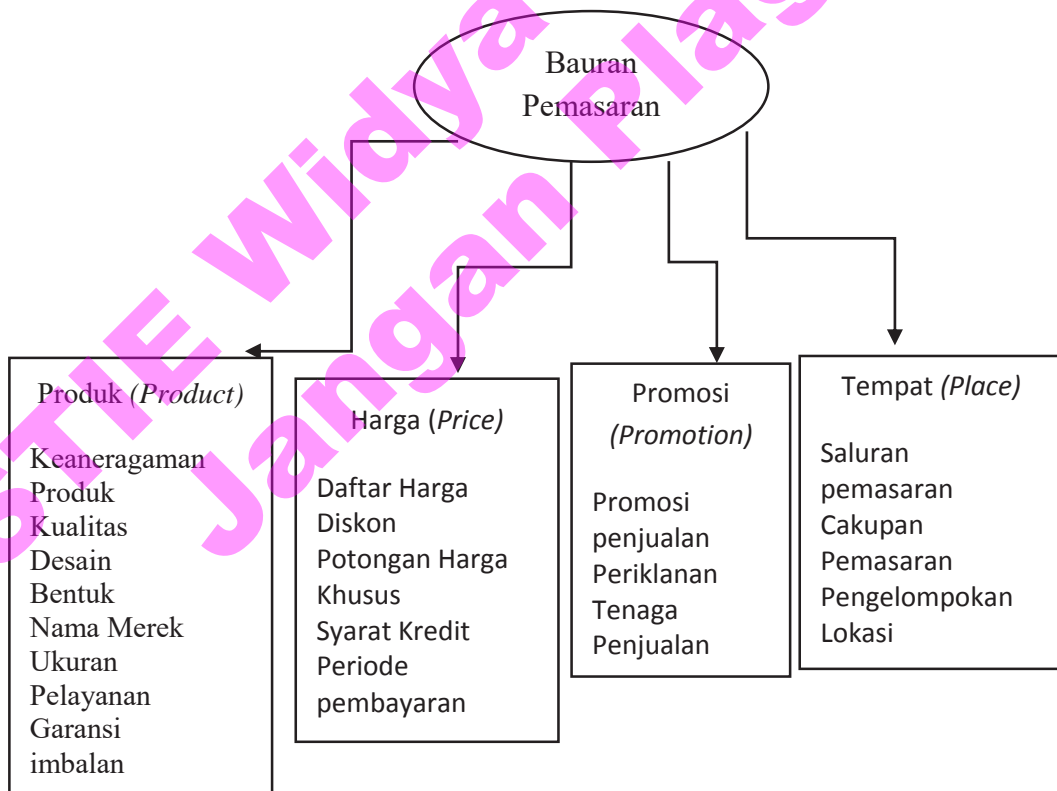 Bauran
Pemasaran
Produk (Product)
Keaneragaman
Produk
Kualitas
Desain
Bentuk
Nama Merek
Ukuran
Pelayanan
Garansi
imbalan
Harga (Price)
Daftar Harga
Diskon
Potongan Harga
Khusus
Syarat Kredit
Periode
pembayaran
Promosi
(Promotion)
Promosi
penjualan
Periklanan
Tenaga
Penjualan
Tempat (Place)
Saluran
pemasaran
Cakupan
Pemasaran
Pengelompokan
Lokasi
STIE Widya
Jangan Plag